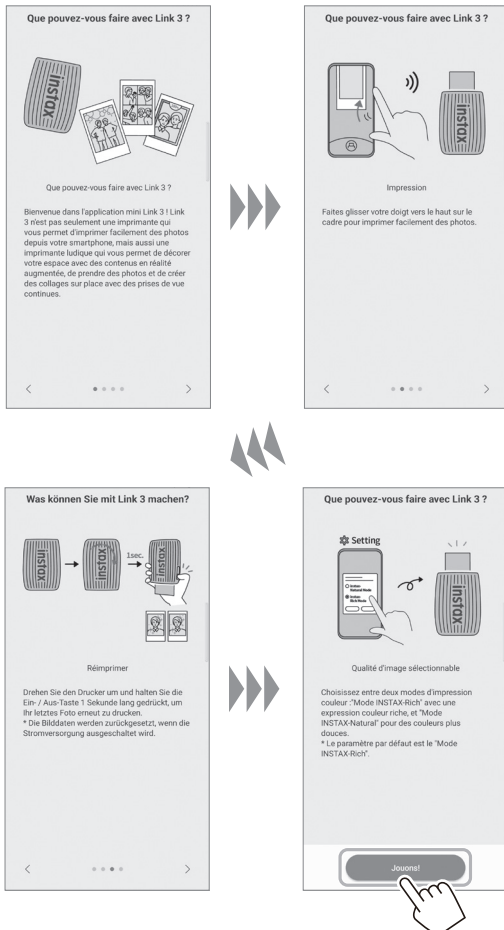 Que pouvez-vous faire avec Link 3 ?
instax
Que pouvez-vous faire avec Link 3 ?
Bienvenue dans l'application mini Link 3 ! Link
3 n'est pas seulement une imprimante qui
vous permet d'imprimer facilement des photos
depuis votre smartphone, mais aussi une
imprimante ludique qui vous permet de décorer
votre espace avec des contenus en réalité
augmentée, de prendre des photos et de créer
des collages sur place avec des prises de vue
continues.
Que pouvez-vous faire avec Link 3 ?
instax
Impression
Faites glisser votre doigt vers le haut sur le
cadre pour imprimer facilement des photos.
Was können Sie mit Link 3 machen?
1sec.
instax
instax
instax
Réimprimer
Drehen Sie den Drucker um und halten Sie die
Ein- / Aus-Taste 1 Sekunde lang gedrückt, um
Ihr letztes Foto erneut zu drucken.
* Die Bilddaten werden zurückgesetzt, wenn die
Stromversorgung ausgeschaltet wird.
Que pouvez-vous faire avec Link 3 ?
Setting
instax
Natural Mode
instax
Rich Mode
instax
Qualité d'image sélectionnable
Choisissez entre deux modes d'impression
couleur :"Mode INSTAX-Rich" avec une
expression couleur riche, et "Mode
INSTAX-Natural" pour des couleurs plus
douces.
* Le paramètre par défaut est le "Mode
INSTAX-Rich".
Jouons!